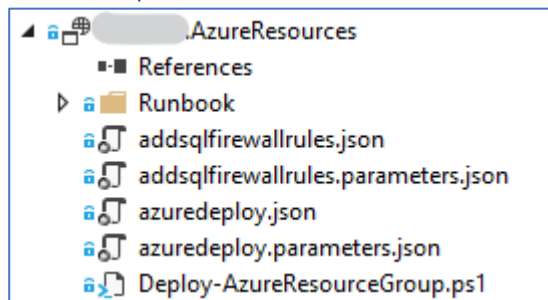 .AzureResources
References
Runbook
addsqlfirewallrules.json
addsqlfirewallrules.parameters.json
azuredeploy.json
azuredeploy.parameters.json
Deploy-AzureResourceGroup.ps1